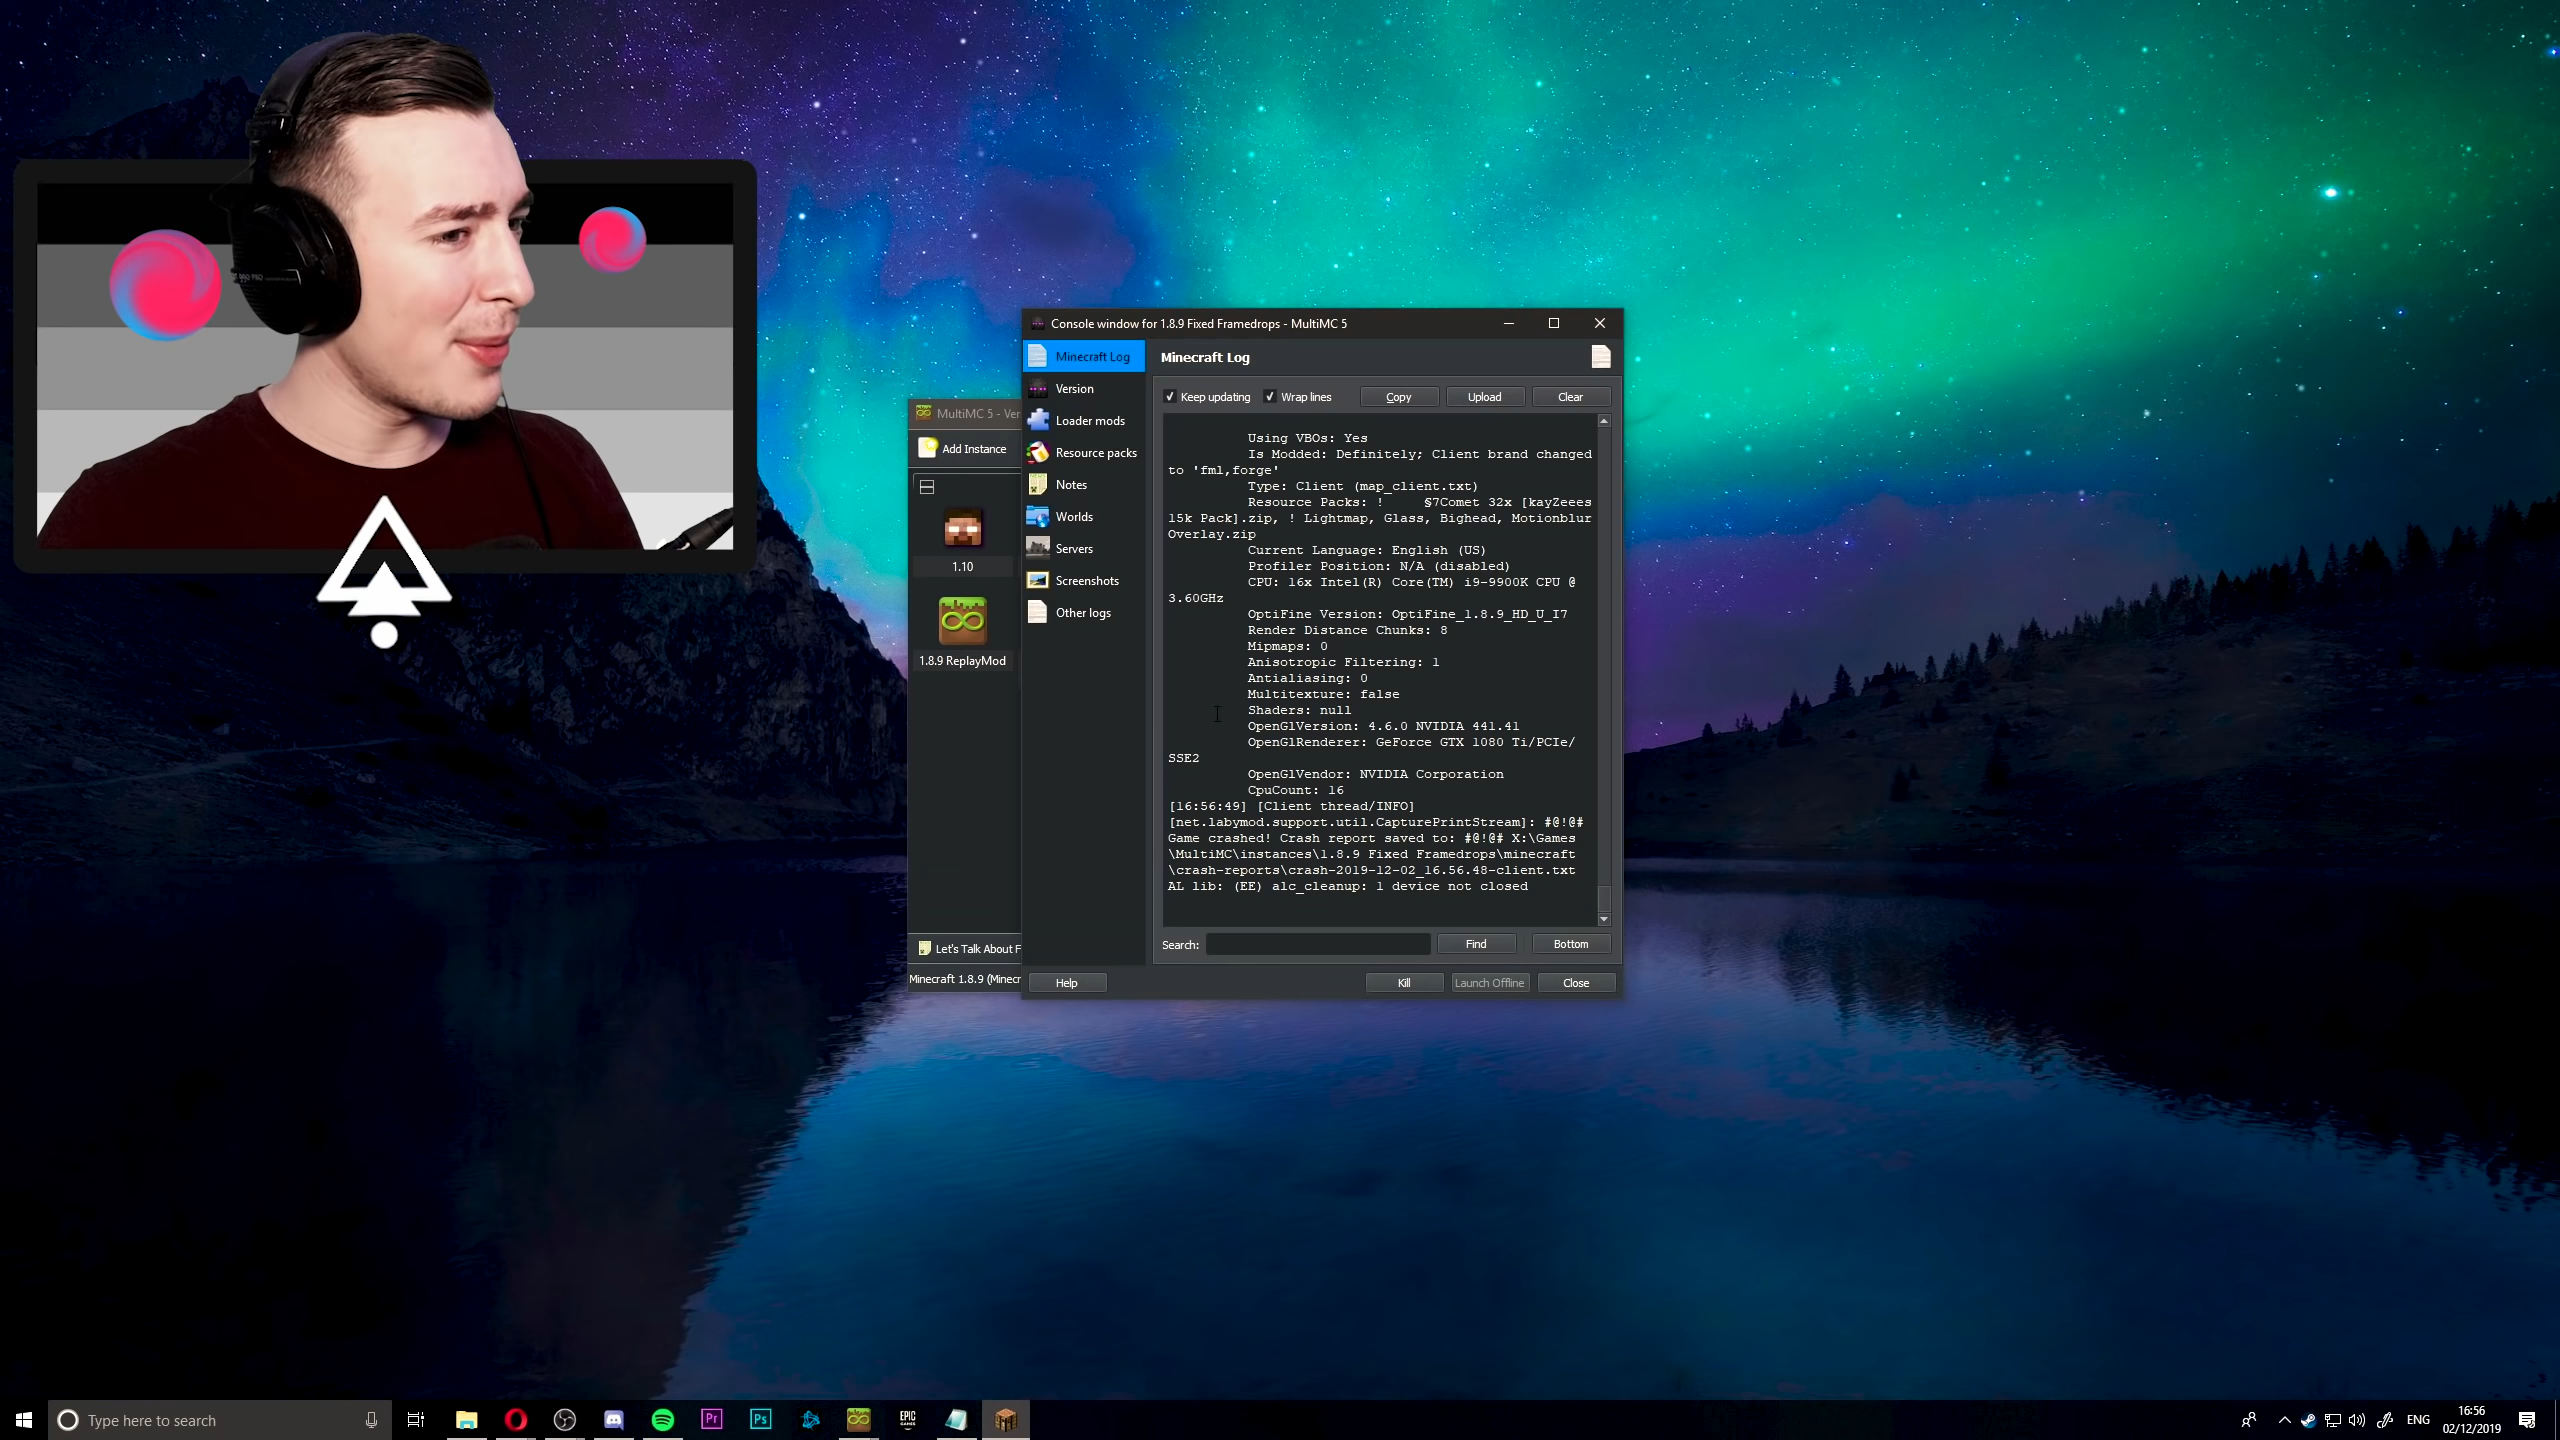 Console window for 1.8.9 Fixed Framedrops - MultiMC 5
Minecraft Log
Version
Loader mods
Resource packs
Notes
Worlds
Servers
Screenshots
Other logs
Minecraft Log
Keep updating
Wrap lines
Copy
Upload
Clear
Using VBOs: Yes
Is Modded: Definitely; Client brand changed
to 'fml,forge'
Type: Client (map_client.txt)
Resource Packs: ! §7Comet 32x [kayZeees
15k Pack].zip, ! Lightmap, Glass, Bighead, Motionblur
Overlay.zip
Current Language: English (US)
Profiler Position: N/A (disabled)
CPU: 16x Intel(R) Core(TM) i9-9900K CPU @
3.60GHz
OptiFine Version: OptiFine_1.8.9_HD_U_I7
Render Distance Chunks: 8
Mipmaps: 0
Anisotropic Filtering: 1
Antialiasing: 0
Multitexture: false
Shaders: null
OpenGlVersion: 4.6.0 NVIDIA 441.41
OpenGlRenderer: GeForce GTX 1080 Ti/PCIe/
SSE2
OpenGlVendor: NVIDIA Corporation
CpuCount: 16
[16:56:49] [Client thread/INFO]
[net.labymod.support.util.CapturePrintStream]: #@!@#
Game crashed! Crash report saved to: #@!@# X:\Games
\MultiMC\instances\1.8.9 Fixed Framedrops\minecraft
\crash-reports\crash-2019-12-02_16.56.48-client.txt
AL lib: (EE) alc_cleanup: 1 device not closed
Search:
Find
Bottom
Help
Kill
Launch Offline
Close
MultiMC 5 - Ver
Add Instance
1.10
1.8.9 ReplayMod
Let's Talk About F
Minecraft 1.8.9 (Minecr
Type here to search
Pr
Ps
EPIC
GAMES
ENG
16:56
02/12/2019